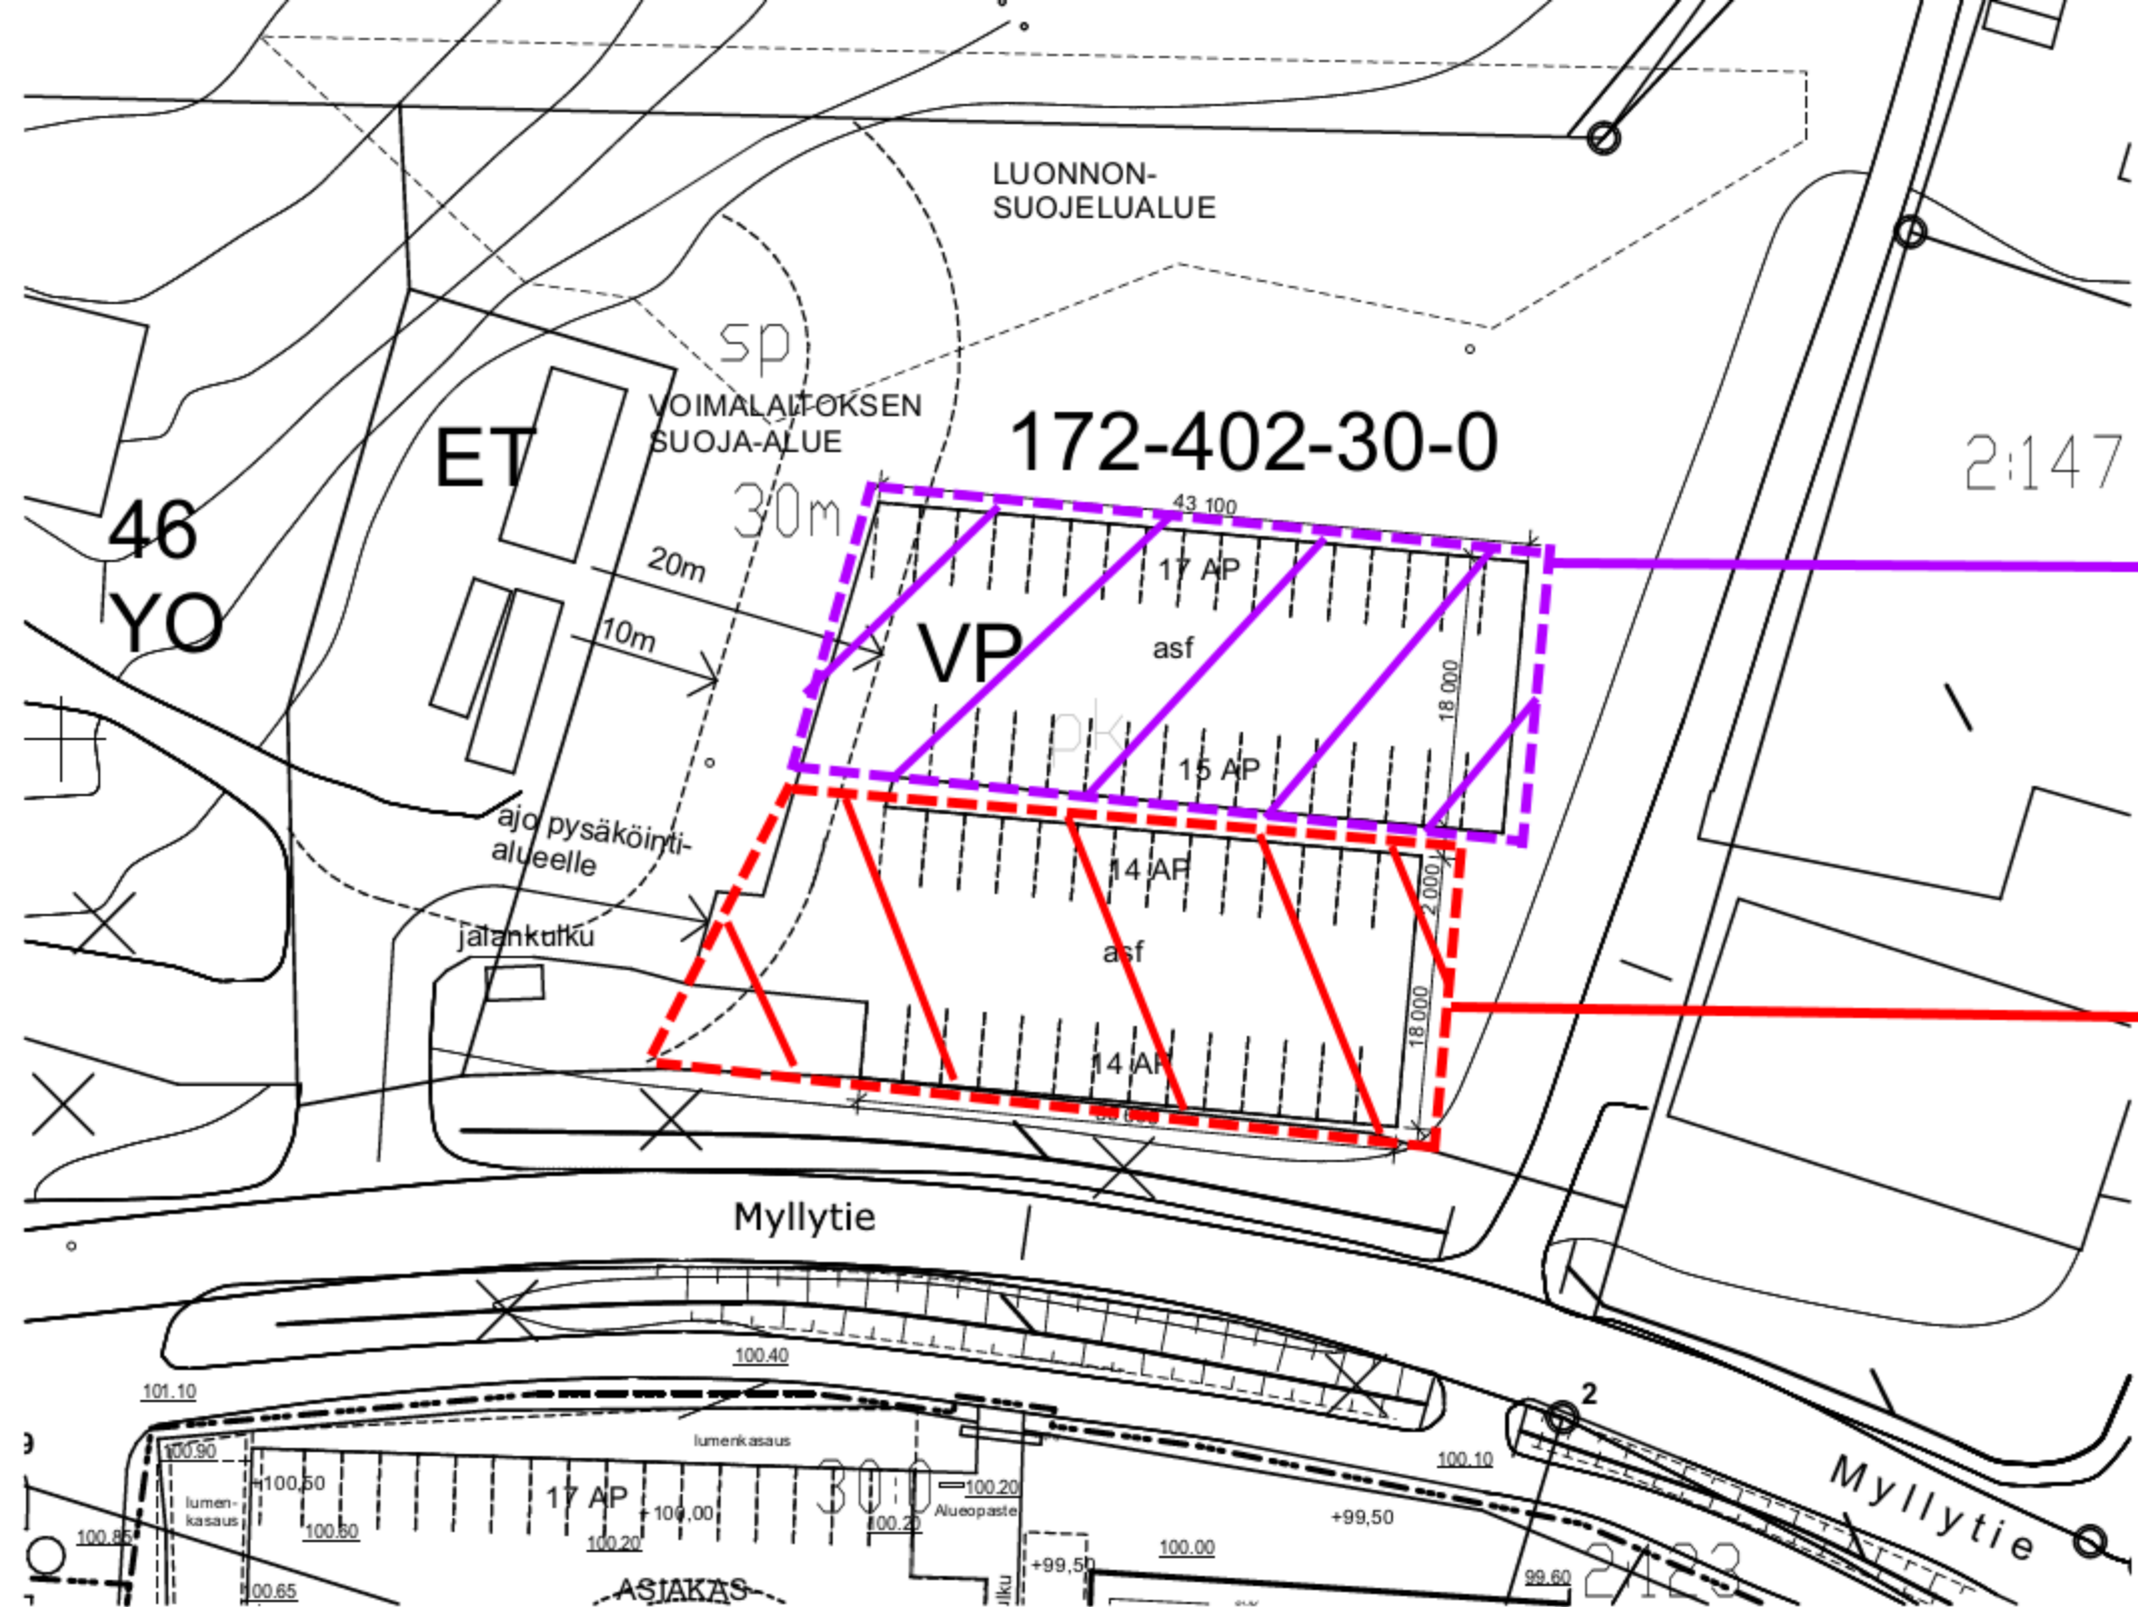 LUONNON-
SUOJELUALUE
sp
VOIMALAITOKSEN
SUOJA-ALUE
172-402-30-0
ET
2:147
30m
43 100
46
YO
20m
17 AP
10m
VP
asf
18 000
pk
15 AP
ajo pysäköinti-
alueelle
14 AP
2 000
jalankulku
asf
18 000
14 AP
Myllytie
100.40
101.10
2
lumenkasaus
100.90
100.10
+100,50
lumen-
kasaus
17 AP
+100,00
30:0
100.20
Alueopaste
100.60
100.20
100.20
+99,50
Myllytie
100.85
100.00
+99,50
99.60
2:123
100.65
ASIAKAS-